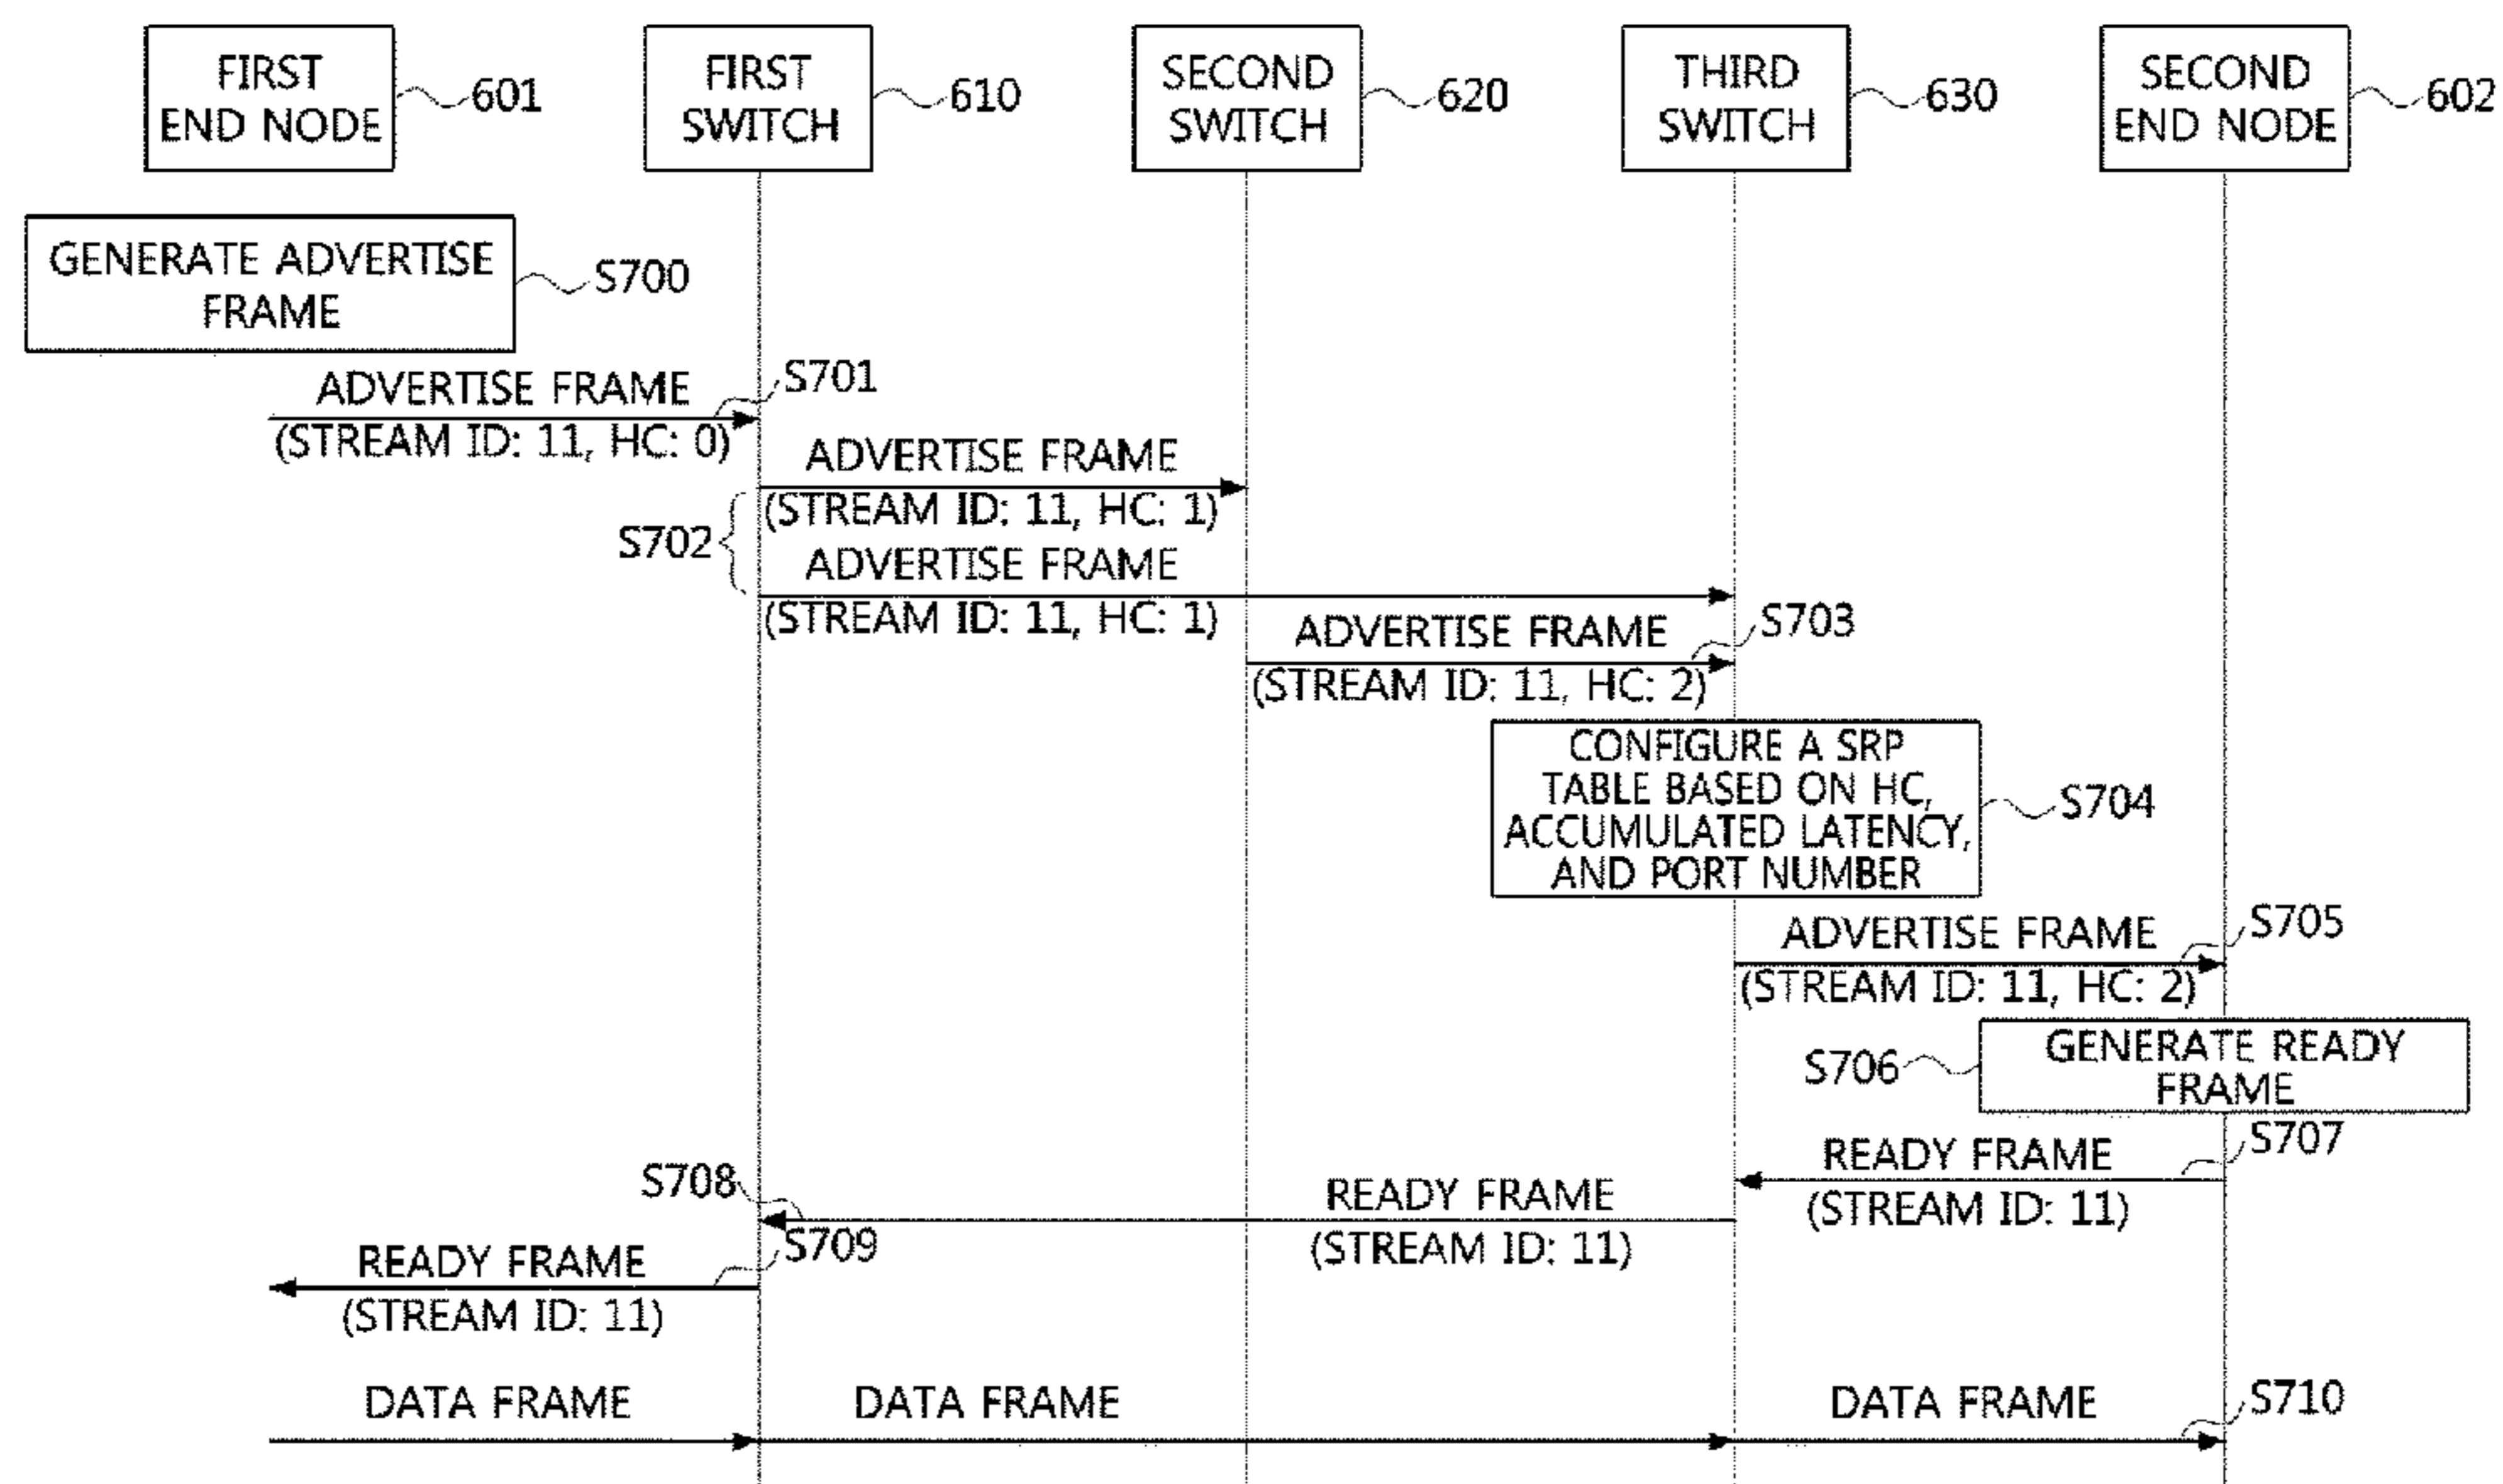 FIRST
END NODE
601
FIRST
SWITCH
610
SECOND
SWITCH
620
THIRD
SWITCH
630
SECOND
END NODE
602
GENERATE ADVERTISE
FRAME
S700
ADVERTISE FRAME
S701
(STREAM ID: 11, HC: 0)
ADVERTISE FRAME
(STREAM ID: 11, HC: 1)
S702
ADVERTISE FRAME
(STREAM ID: 11, HC: 1)
ADVERTISE FRAME
S703
(STREAM ID: 11, HC: 2)
CONFIGURE A SRP
TABLE BASED ON HC,
ACCUMULATED LATENCY,
AND PORT NUMBER
S704
ADVERTISE FRAME
S705
(STREAM ID: 11, HC: 2)
GENERATE READY
FRAME
S706
READY FRAME
S707
(STREAM ID: 11)
S708
READY FRAME
(STREAM ID: 11)
READY FRAME
S709
(STREAM ID: 11)
DATA FRAME
DATA FRAME
DATA FRAME
S710